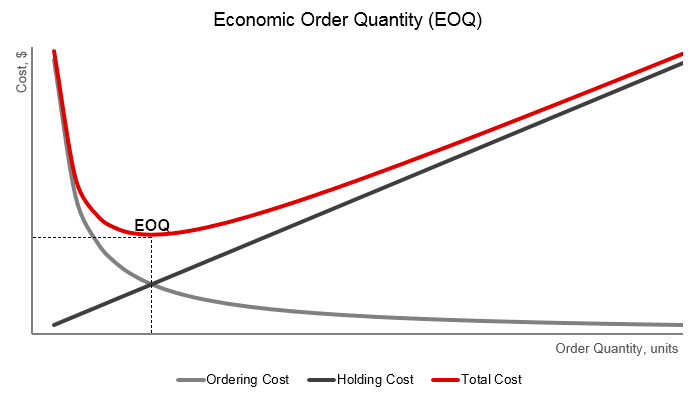 Economic Order Quantity (EOQ)
Cost, $
EOQ
Order Quantity, units
Ordering Cost Holding Cost Total Cost